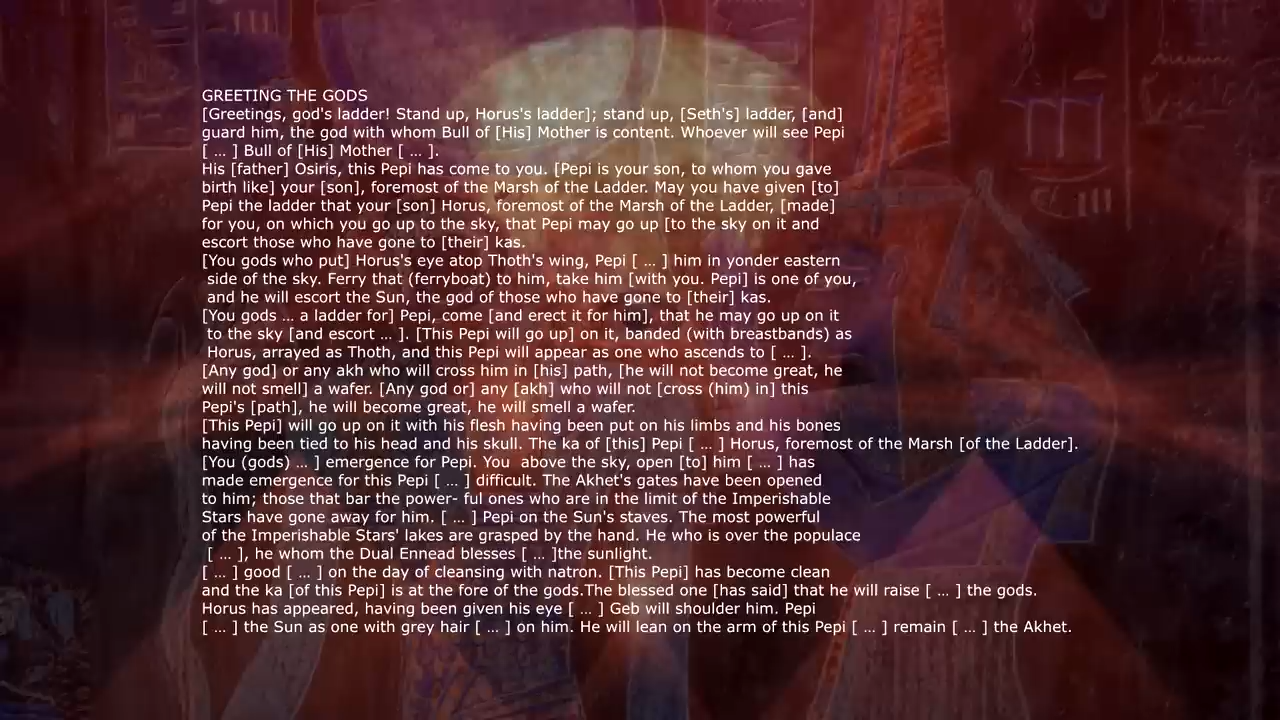 GREETING THE GODS
[Greetings, god's ladder! Stand up, Horus's ladder]; stand up, [Seth's] ladder, [and]
guard him, the god with whom Bull of [His] Mother is content. Whoever will see Pepi
[ ... ] Bull of [His] Mother [ ... ].
His [father] Osiris, this Pepi has come to you. [Pepi is your son, to whom you gave
birth like] your [son], foremost of the Marsh of the Ladder. May you have given [to]
Pepi the ladder that your [son] Horus, foremost of the Marsh of the Ladder, [made]
for you, on which you go up to the sky, that Pepi may go up [to the sky on it and
escort those who have gone to [their] kas.
[You gods who put] Horus's eye atop Thoth's wing, Pepi [ ... ] him in yonder eastern
side of the sky. Ferry that (ferryboat) to him, take him [with you. Pepi] is one of you,
and he will escort the Sun, the god of those who have gone to [their] kas.
[You gods ... a ladder for] Pepi, come [and erect it for him], that he may go up on it
to the sky [and escort ... ]. [This Pepi will go up] on it, banded (with breastbands) as
Horus, arrayed as Thoth, and this Pepi will appear as one who ascends to [ ... ].
[Any god] or any akh who will cross him in [his] path, [he will not become great, he
will not smell] a wafer. [Any god or] any [akh] who will not [cross (him) in] this
Pepi's [path], he will become great, he will smell a wafer.
[This Pepi] will go up on it with his flesh having been put on his limbs and his bones
having been tied to his head and his skull. The ka of [this] Pepi [ ... ] Horus, foremost of the Marsh [of the Ladder].
[You (gods) ... ] emergence for Pepi. You  above the sky, open [to] him [ ... ] has
made emergence for this Pepi [ ... ] difficult. The Akhet's gates have been opened
to him; those that bar the power- ful ones who are in the limit of the Imperishable
Stars have gone away for him. [ ... ] Pepi on the Sun's staves. The most powerful
of the Imperishable Stars' lakes are grasped by the hand. He who is over the populace
[ ... ], he whom the Dual Ennead blesses [ ... ]the sunlight.
[ ... ] good [ ... ] on the day of cleansing with natron. [This Pepi] has become clean
and the ka [of this Pepi] is at the fore of the gods.The blessed one [has said] that he will raise [ ... ] the gods.
Horus has appeared, having been given his eye [ ... ] Geb will shoulder him. Pepi
[ ... ] the Sun as one with grey hair [ ... ] on him. He will lean on the arm of this Pepi [ ... ] remain [ ... ] the Akhet.